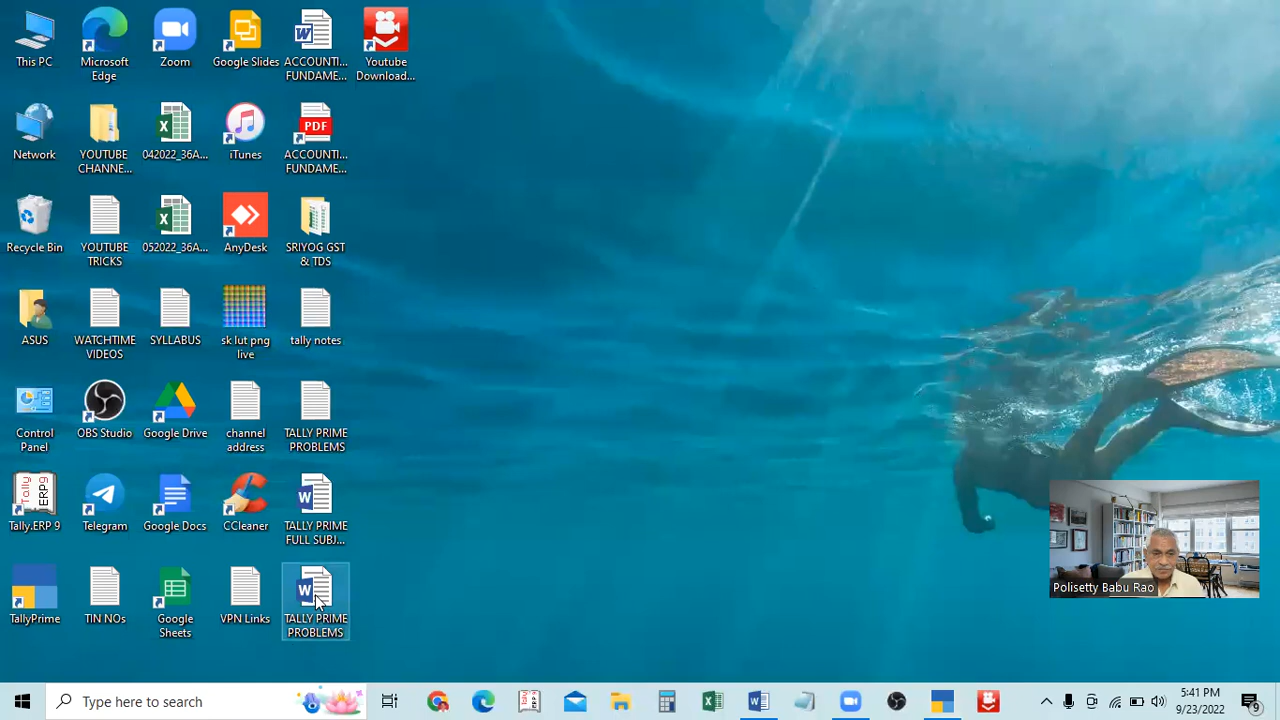 This PC
Microsoft
Edge
Zoom
Google Slides
ACCOUNTI...
FUNDAME...
Youtube
Download...
Network
YOUTUBE
CHANNE...
042022_36A...
iTunes
PDF
ACCOUNTI...
FUNDAME...
Recycle Bin
YOUTUBE
TRICKS
052022_36A...
AnyDesk
SRIYOG GST
& TDS
ASUS
WATCHTIME
VIDEOS
SYLLABUS
sk lut png
live
tally notes
Control
Panel
OBS Studio
Google Drive
channel
address
TALLY PRIME
PROBLEMS
Tally.ERP 9
Telegram
Google Docs
CCleaner
TALLY PRIME
FULL SUBJ...
TallyPrime
TIN NOs
Google
Sheets
VPN Links
TALLY PRIME
PROBLEMS
Polisetty Babu Rao
Type here to search
5:41 PM
9/23/2022
9